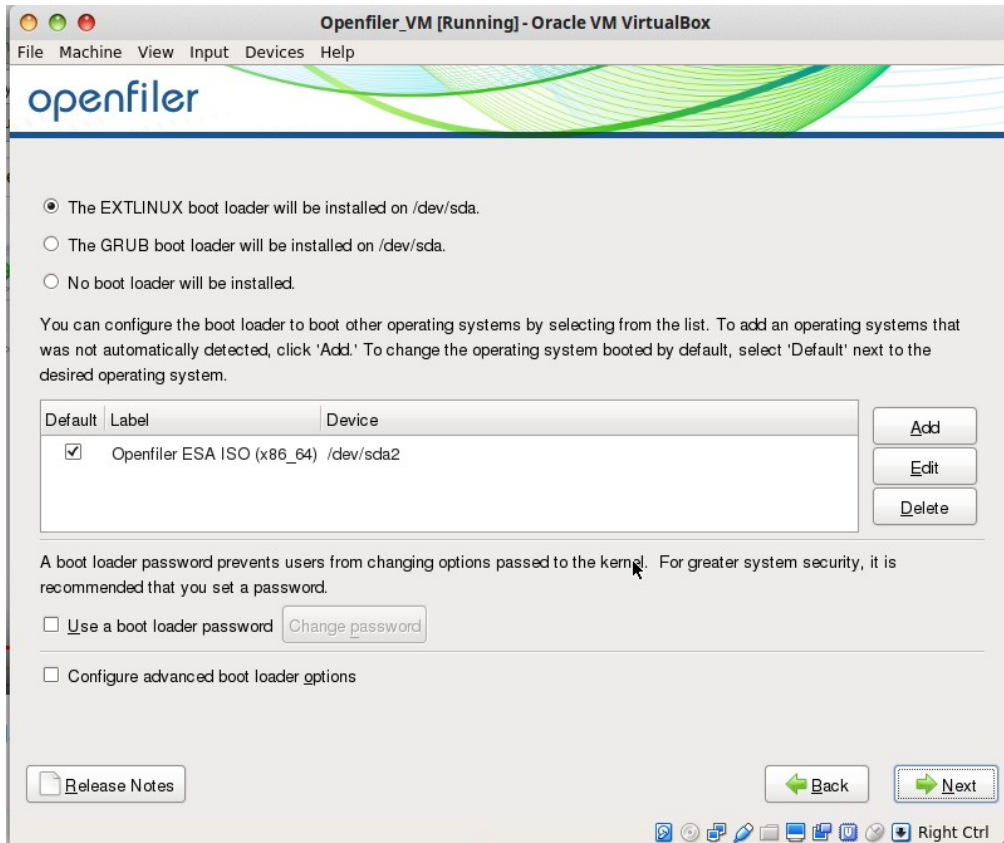 Openfiler_VM [Running] - Oracle VM VirtualBox
File Machine View Input Devices Help
openfiler
The EXTLINUX boot loader will be installed on /dev/sda.
The GRUB boot loader will be installed on /dev/sda.
No boot loader will be installed.
You can configure the boot loader to boot other operating systems by selecting from the list. To add an operating systems that
was not automatically detected, click 'Add.' To change the operating system booted by default, select 'Default' next to the
desired operating system.
Default Label Device
Openfiler ESA ISO (x86_64) /dev/sda2
Add
Edit
Delete
A boot loader password prevents users from changing options passed to the kernel. For greater system security, it is
recommended that you set a password.
Use a boot loader password Change password
Configure advanced boot loader options
Release Notes Back Next
Right Ctrl